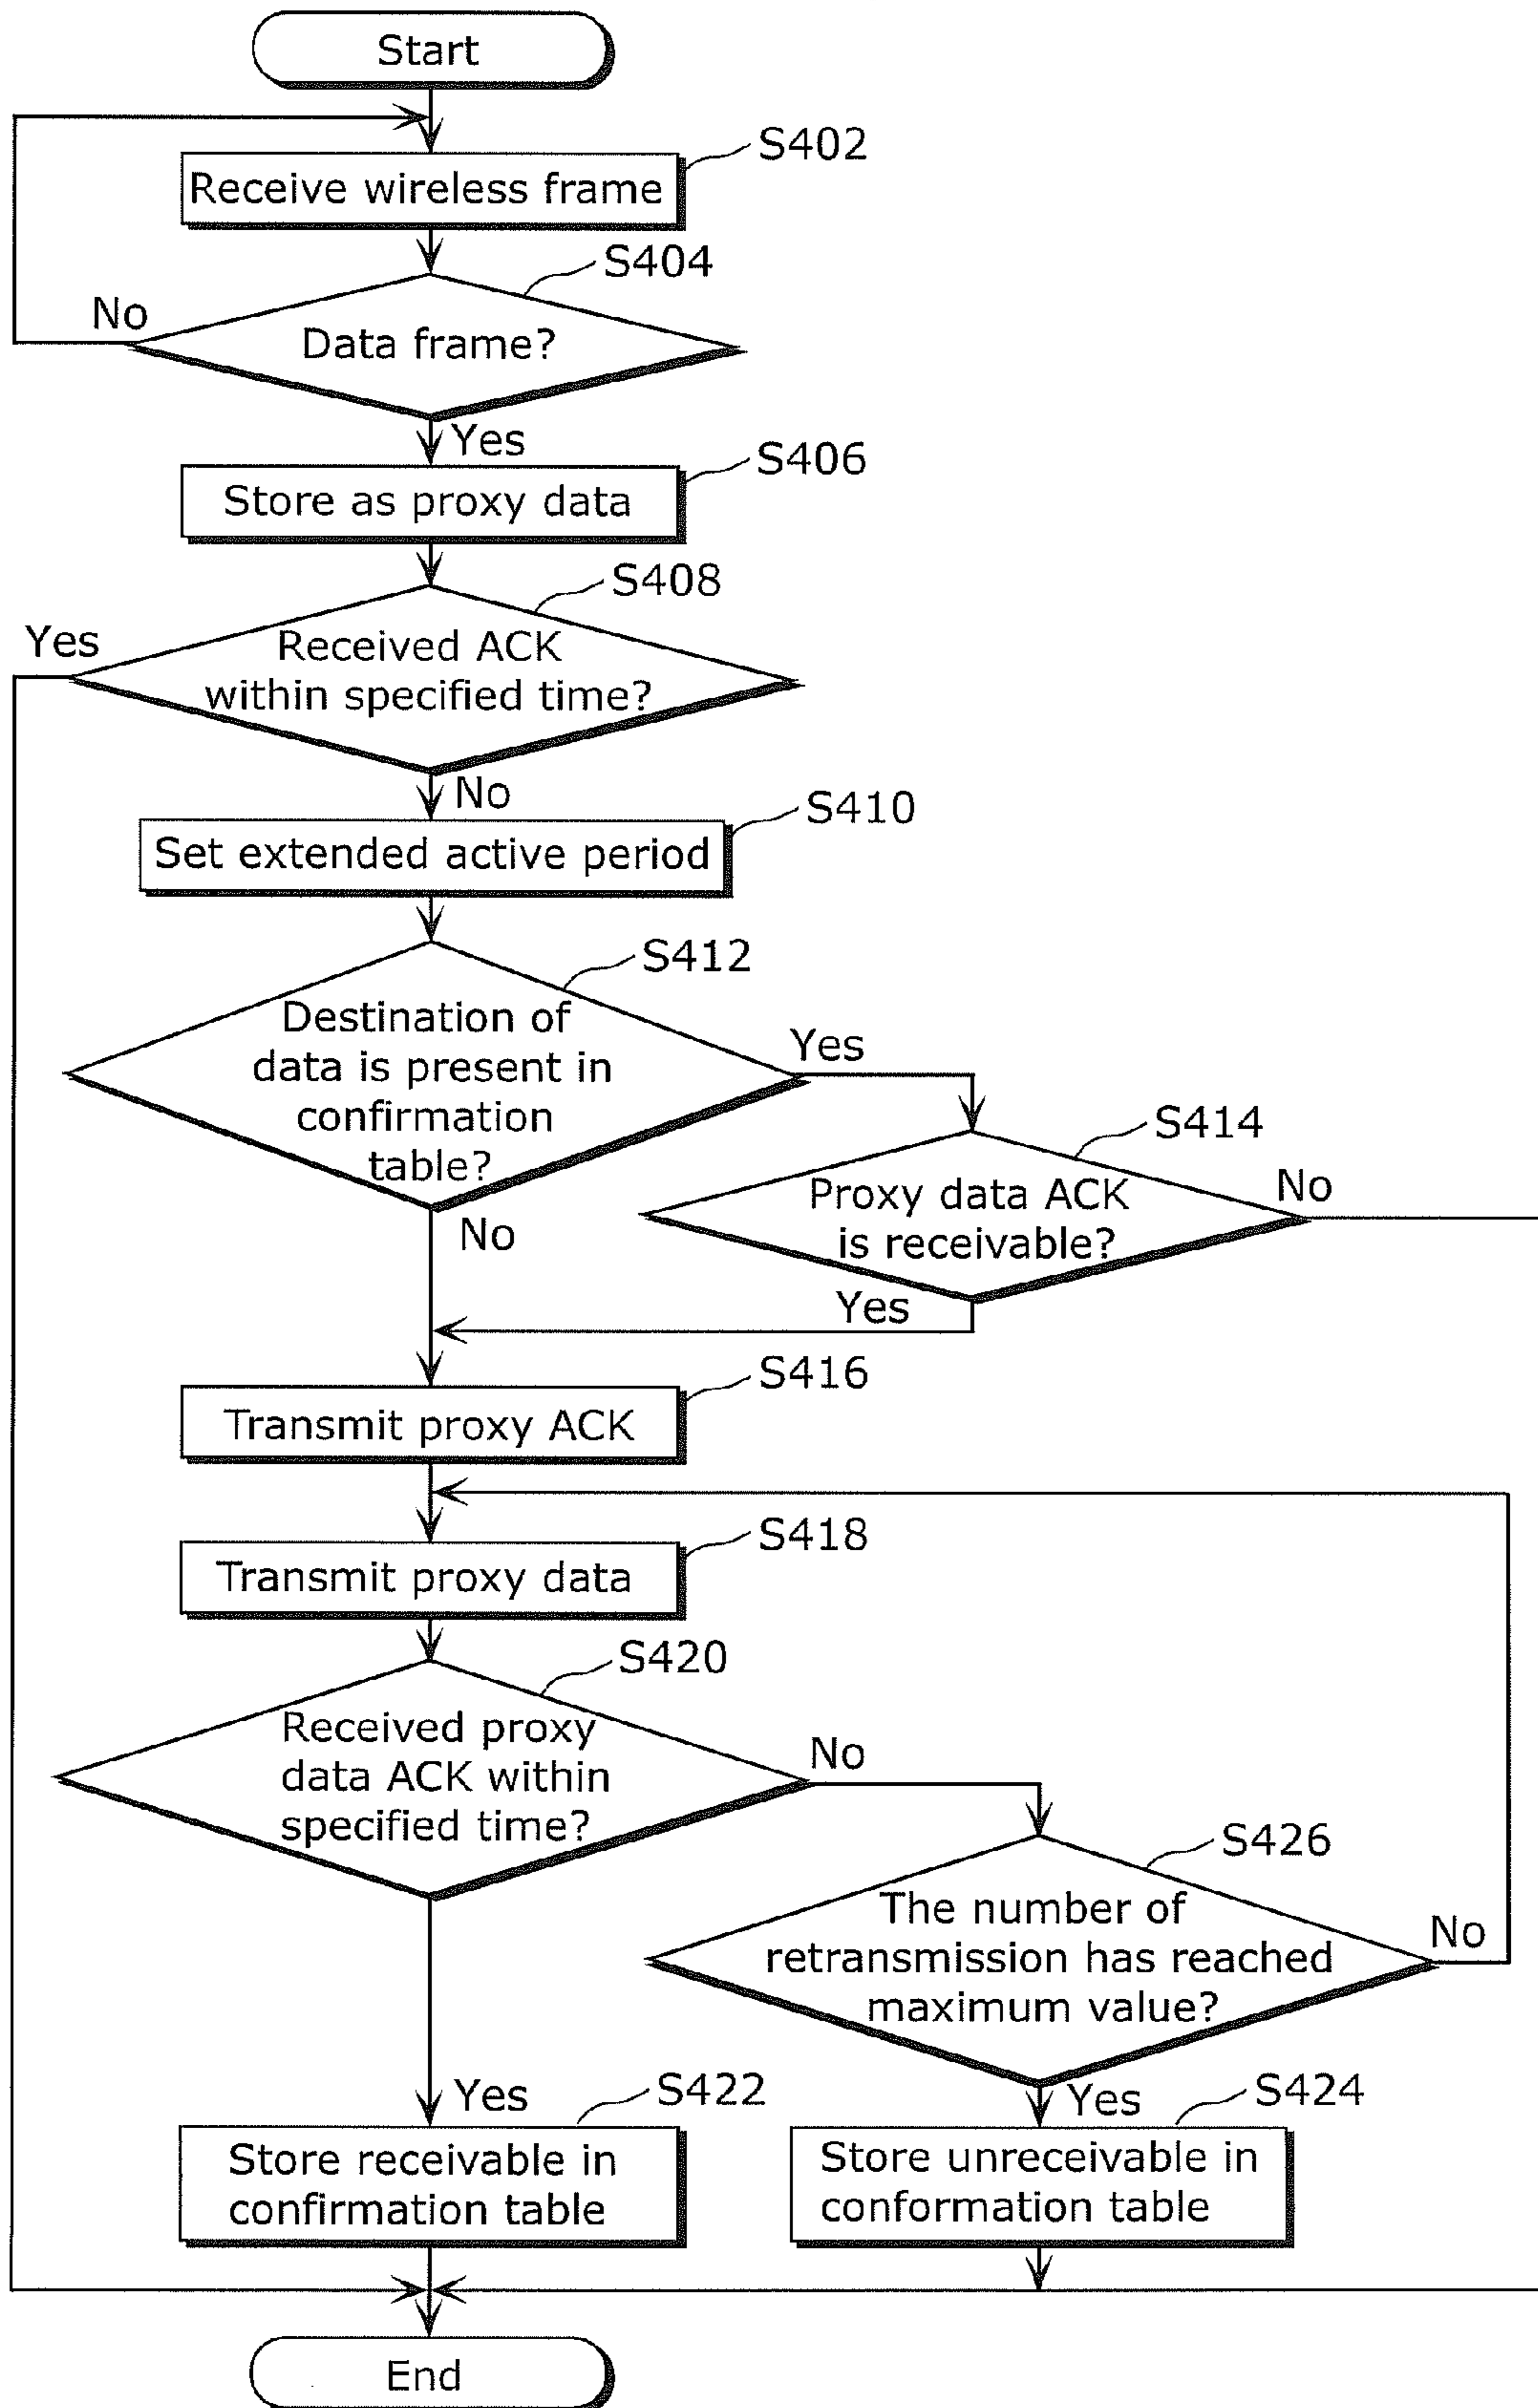 Start
S402
Receive wireless frame
S404
No
Data frame?
Yes
S406
Store as proxy data
S408
Yes
Received ACK
within specified time?
No
S410
Set extended active period
S412
Destination of
data is present in
confirmation
table?
Yes
S414
Proxy data ACK
is receivable?
No
No
Yes
S416
Transmit proxy ACK
S418
Transmit proxy data
S420
Received proxy
data ACK within
specified time?
No
S426
The number of
retransmission has reached
maximum value?
No
Yes
S422
Yes
S424
Store receivable in
confirmation table
Store unreceivable in
conformation table
End